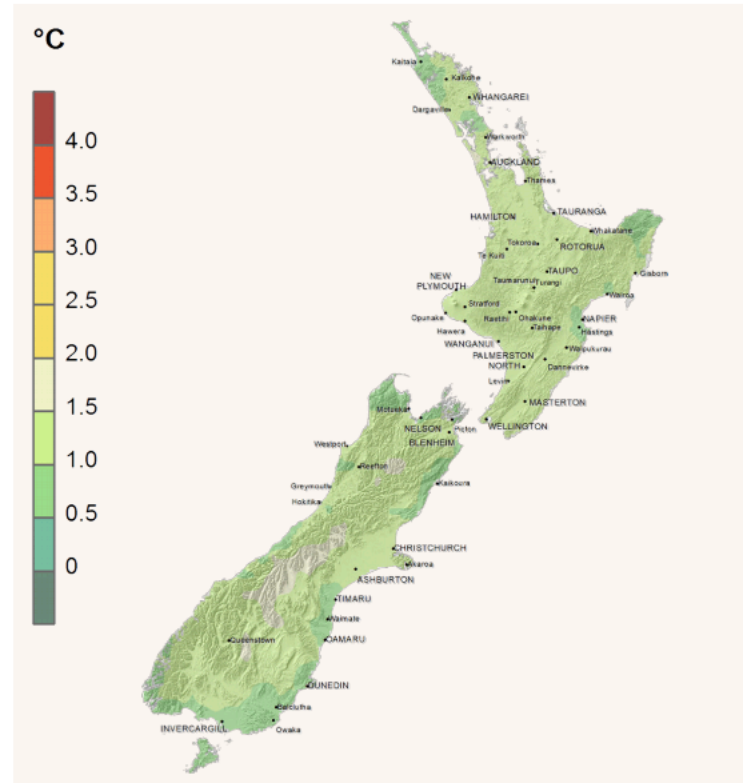 °C
4.0
3.5
3.0
2.5
2.0
1.5
1.0
0.5
0
Kaitaia
Kaikohe
WHANGAREI
Dargaville
Warkworth
AUCKLAND
Thames
TAURANGA
HAMILTON
Whakatane
Tokoroa
ROTORUA
Te Kuiti
TAUPO
Gisborn
Taumarunui
Turangi
NEW
PLYMOUTH
Wairoa
Stratford
Opunake
Raetihi
Ohakune
NAPIER
Hawera
Taihape
Hastings
WANGANUI
Waipukurau
PALMERSTON
NORTH
Dannevirke
Levin
MASTERTON
Motueka
NELSON
Picton
WELLINGTON
BLENHEIM
Westport
Reefton
Kaikoura
Greymouth
Hokitika
CHRISTCHURCH
Akaroa
ASHBURTON
TIMARU
Waimate
Queenstown
OAMARU
DUNEDIN
Balclutha
INVERCARGILL
Owaka